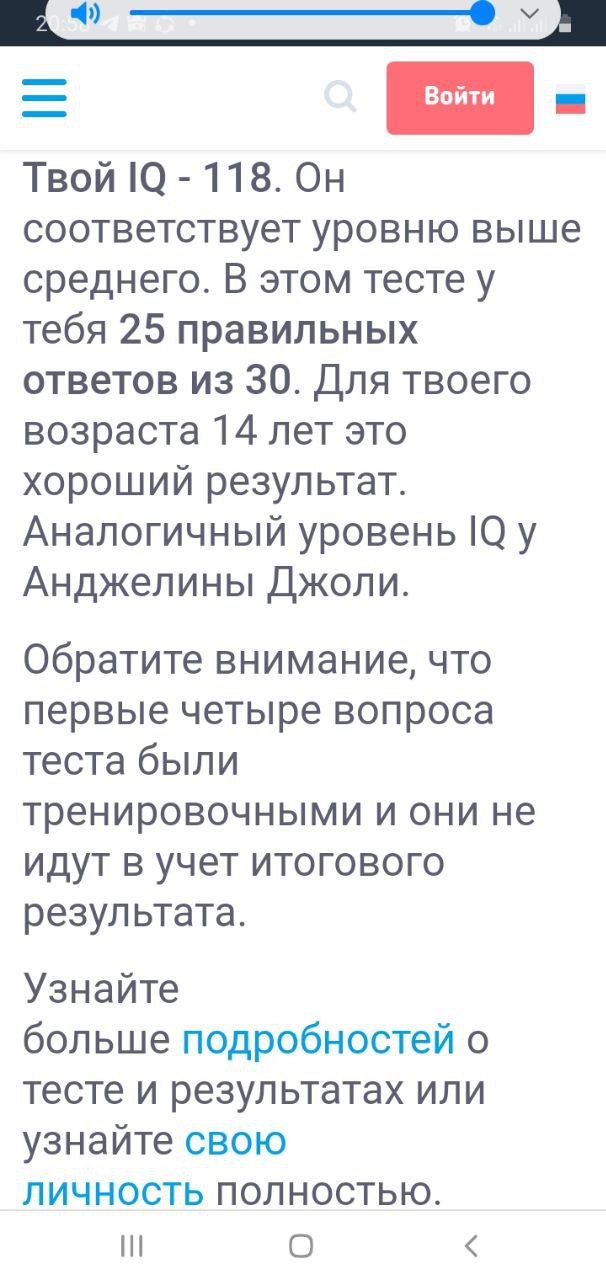 Войти
Твой IQ - 118. Он
соответствует уровню выше
среднего. В этом тесте у
тебя 25 правильных
ответов из 30. Для твоего
возраста 14 лет это
хороший результат.
Аналогичный уровень IQ у
Анджелины Джоли.
Обратите внимание, что
первые четыре вопроса
теста были
тренировочными и они не
идут в учет итогового
результата.
Узнайте
больше подробностей о
тесте и результатах или
узнайте свою
личность полностью.